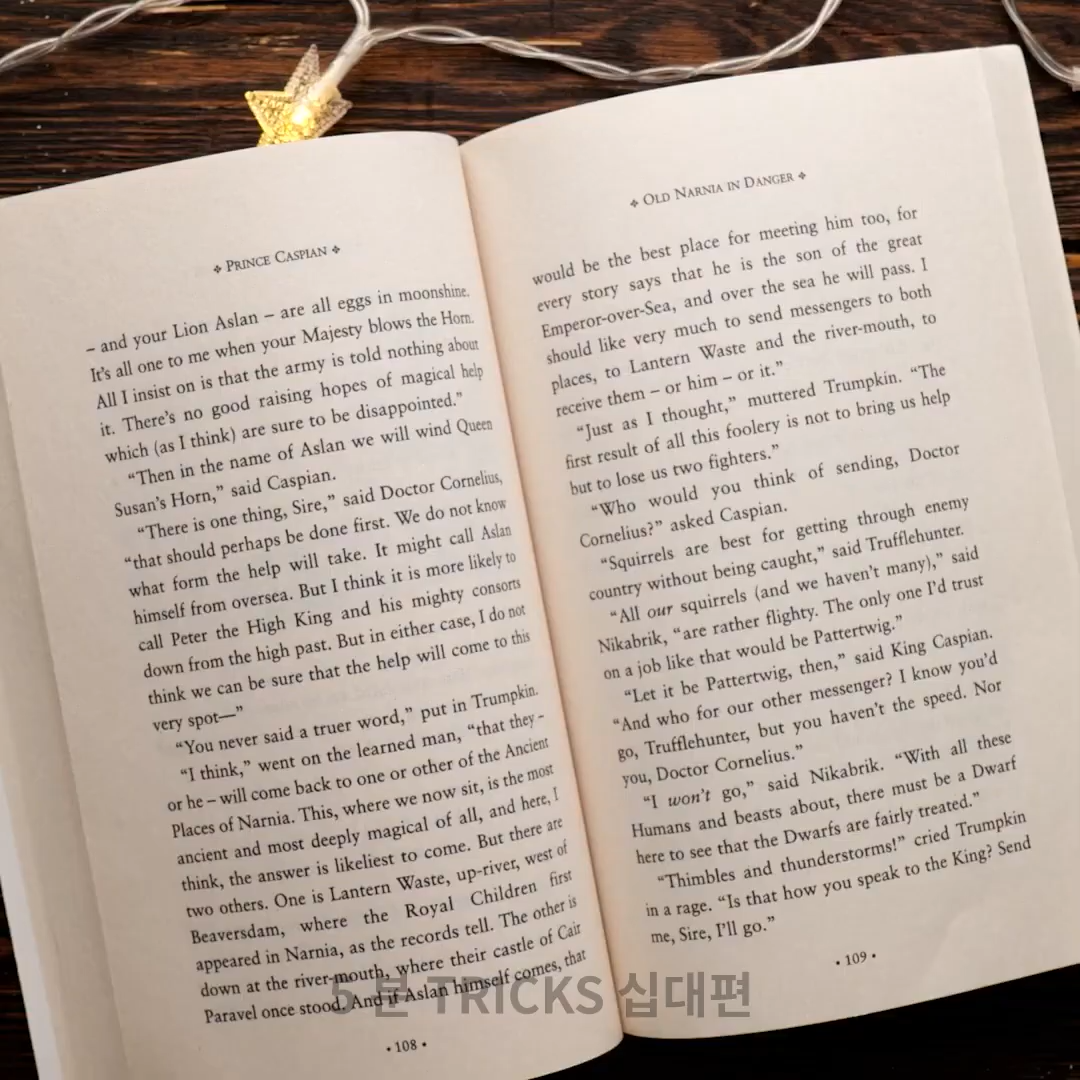 ❖ PRINCE CASPIAN ❖
– and your Lion Aslan – are all eggs in moonshine.
It’s all one to me when your Majesty blows the Horn.
All I insist on is that the army is told nothing about
it. There’s no good raising hopes of magical help
which (as I think) are sure to be disappointed.”
“Then in the name of Aslan we will wind Queen
Susan’s Horn,” said Caspian.
“There is one thing, Sire,” said Doctor Cornelius,
“that should perhaps be done first. We do not know
what form the help will take. It might call Aslan
himself from oversea. But I think it is more likely to
call Peter the High King and his mighty consorts
down from the high past. But in either case, I do not
think we can be sure that the help will come to this
very spot—”
“You never said a truer word,” put in Trumpkin.
“I think,” went on the learned man, “that they –
or he – will come back to one or other of the Ancient
Places of Narnia. This, where we now sit, is the most
ancient and most deeply magical of all, and here, I
think, the answer is likeliest to come. But there are
two others. One is Lantern Waste, up-river, west of
Beaversdam, where the Royal Children first
appeared in Narnia, as the records tell. The other is
down at the river-mouth, where their castle of Cair
Paravel once stood. And if Aslan himself comes, that
• 108 •
❖ OLD NARNIA IN DANGER ❖
would be the best place for meeting him too, for
every story says that he is the son of the great
Emperor-over-Sea, and over the sea he will pass. I
should like very much to send messengers to both
places, to Lantern Waste and the river-mouth, to
receive them – or him – or it.”
“Just as I thought,” muttered Trumpkin. “The
first result of all this foolery is not to bring us help
but to lose us two fighters.”
“Who would you think of sending, Doctor
Cornelius?” asked Caspian.
“Squirrels are best for getting through enemy
country without being caught,” said Trufflehunter.
“All our squirrels (and we haven’t many),” said
Nikabrik, “are rather flighty. The only one I’d trust
on a job like that would be Pattertwig.”
“Let it be Pattertwig, then,” said King Caspian.
“And who for our other messenger? I know you’d
go, Trufflehunter, but you haven’t the speed. Nor
you, Doctor Cornelius.”
“I won’t go,” said Nikabrik. “With all these
Humans and beasts about, there must be a Dwarf
here to see that the Dwarfs are fairly treated.”
“Thimbles and thunderstorms!” cried Trumpkin
in a rage. “Is that how you speak to the King? Send
me, Sire, I’ll go.”
• 109 •
5 분 TRICKS 십대편